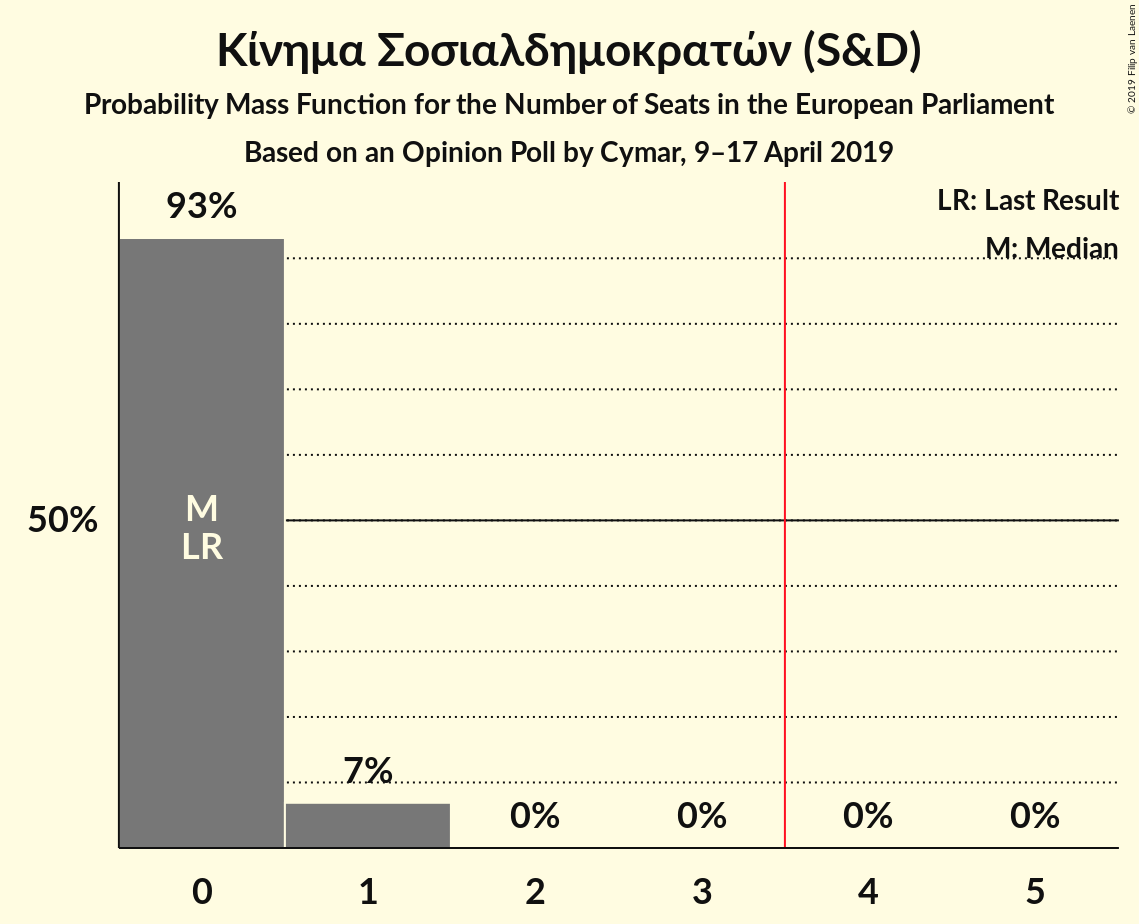 Κίνημα Σοσιαλδημοκρατών (S&D)
Probability Mass Function for the Number of Seats in the European Parliament
Based on an Opinion Poll by Cymar, 9–17 April 2019
© 2019 Filip van Laenen
LR: Last Result
M: Median
93%
M
LR
50%
7%
0%
0%
0%
0%
0
1
2
3
4
5